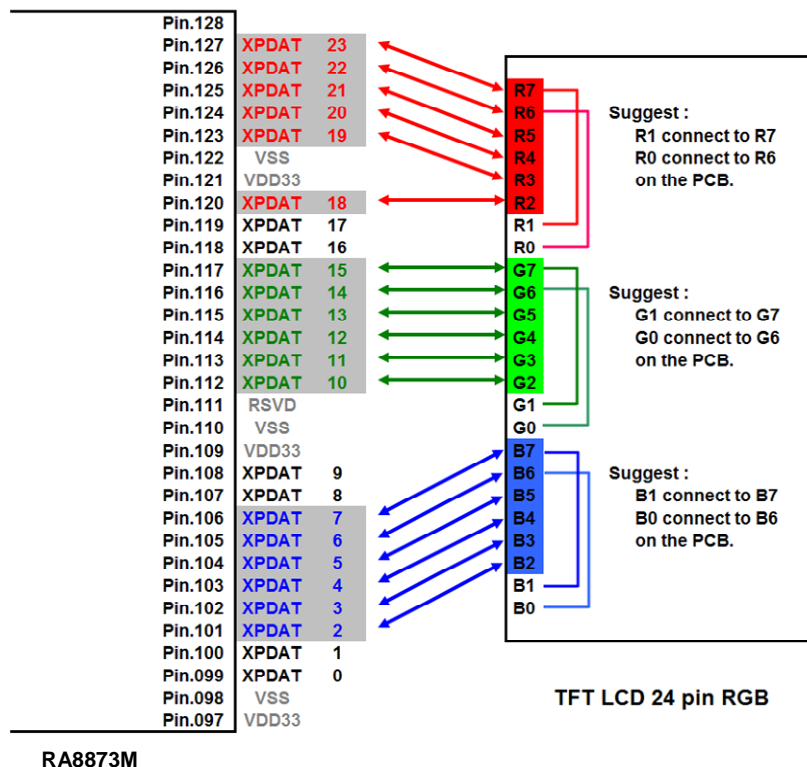 Pin.128
Pin.127 XPDAT 23
Pin.126 XPDAT 22
Pin.125 XPDAT 21
Pin.124 XPDAT 20
Pin.123 XPDAT 19
Pin.122 VSS
Pin.121 VDD33
Pin.120 XPDAT 18
Pin.119 XPDAT 17
Pin.118 XPDAT 16
Pin.117 XPDAT 15
Pin.116 XPDAT 14
Pin.115 XPDAT 13
Pin.114 XPDAT 12
Pin.113 XPDAT 11
Pin.112 XPDAT 10
Pin.111 RSVD
Pin.110 VSS
Pin.109 VDD33
Pin.108 XPDAT 9
Pin.107 XPDAT 8
Pin.106 XPDAT 7
Pin.105 XPDAT 6
Pin.104 XPDAT 5
Pin.103 XPDAT 4
Pin.102 XPDAT 3
Pin.101 XPDAT 2
Pin.100 XPDAT 1
Pin.099 XPDAT 0
Pin.098 VSS
Pin.097 VDD33
RA8873M
R7
R6
R5
R4
R3
R2
R1
R0
G7
G6
G5
G4
G3
G2
G1
G0
B7
B6
B5
B4
B3
B2
B1
B0
Suggest :
R1 connect to R7
R0 connect to R6
on the PCB.
Suggest :
G1 connect to G7
G0 connect to G6
on the PCB.
Suggest :
B1 connect to B7
B0 connect to B6
on the PCB.
TFT LCD 24 pin RGB